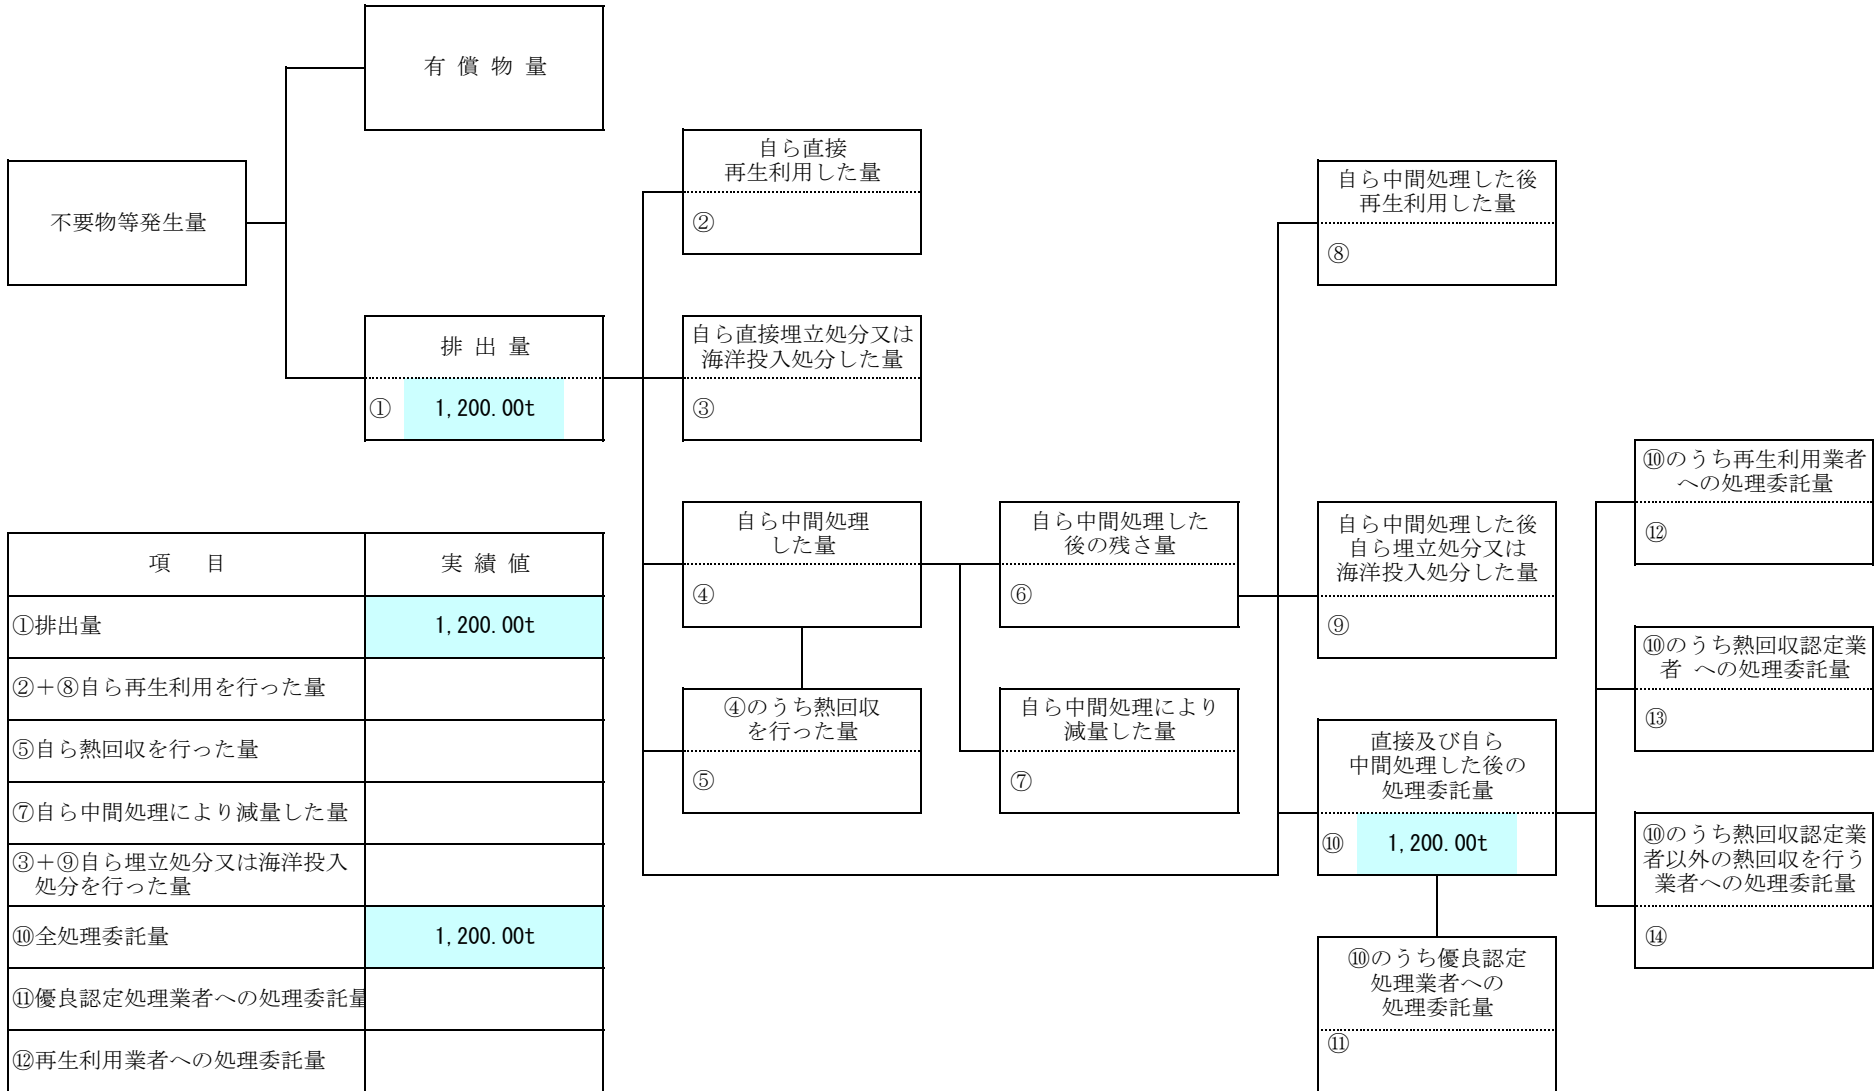 有 償 物 量
不要物等発生量
排 出 量
① 1,200.00t
自ら直接
再生利用した量
②
自ら直接埋立処分又は
海洋投入処分した量
③
自ら中間処理
した量
④
④のうち熱回収
を行った量
⑤
自ら中間処理した
後の残さ量
⑥
自ら中間処理により
減量した量
⑦
自ら中間処理した後
再生利用した量
⑧
自ら中間処理した後
自ら埋立処分又は
海洋投入処分した量
⑨
直接及び自ら
中間処理した後の
処理委託量
⑩ 1,200.00t
⑩のうち優良認定
処理業者への
処理委託量
⑪
⑩のうち再生利用業者
への処理委託量
⑫
⑩のうち熱回収認定業
者 への処理委託量
⑬
⑩のうち熱回収認定業
者以外の熱回収を行う
業者への処理委託量
⑭
項 目 実 績 値
①排出量 1,200.00t
②+⑧自ら再生利用を行った量
⑤自ら熱回収を行った量
⑦自ら中間処理により減量した量
③+⑨自ら埋立処分又は海洋投入
処分を行った量
⑩全処理委託量 1,200.00t
⑪優良認定処理業者への処理委託量
⑫再生利用業者への処理委託量